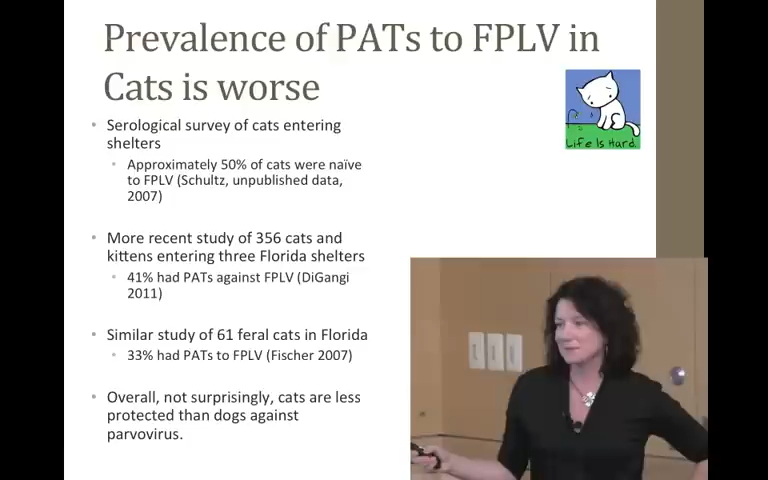 Prevalence of PATs to FPLV in
Cats is worse
Life is Hard.
• Serological survey of cats entering
shelters
• Approximately 50% of cats were naïve
to FPLV (Schultz, unpublished data,
2007)
• More recent study of 356 cats and
kittens entering three Florida shelters
• 41% had PATs against FPLV (DiGangi
2011)
• Similar study of 61 feral cats in Florida
• 33% had PATs to FPLV (Fischer 2007)
• Overall, not surprisingly, cats are less
protected than dogs against
parvovirus.